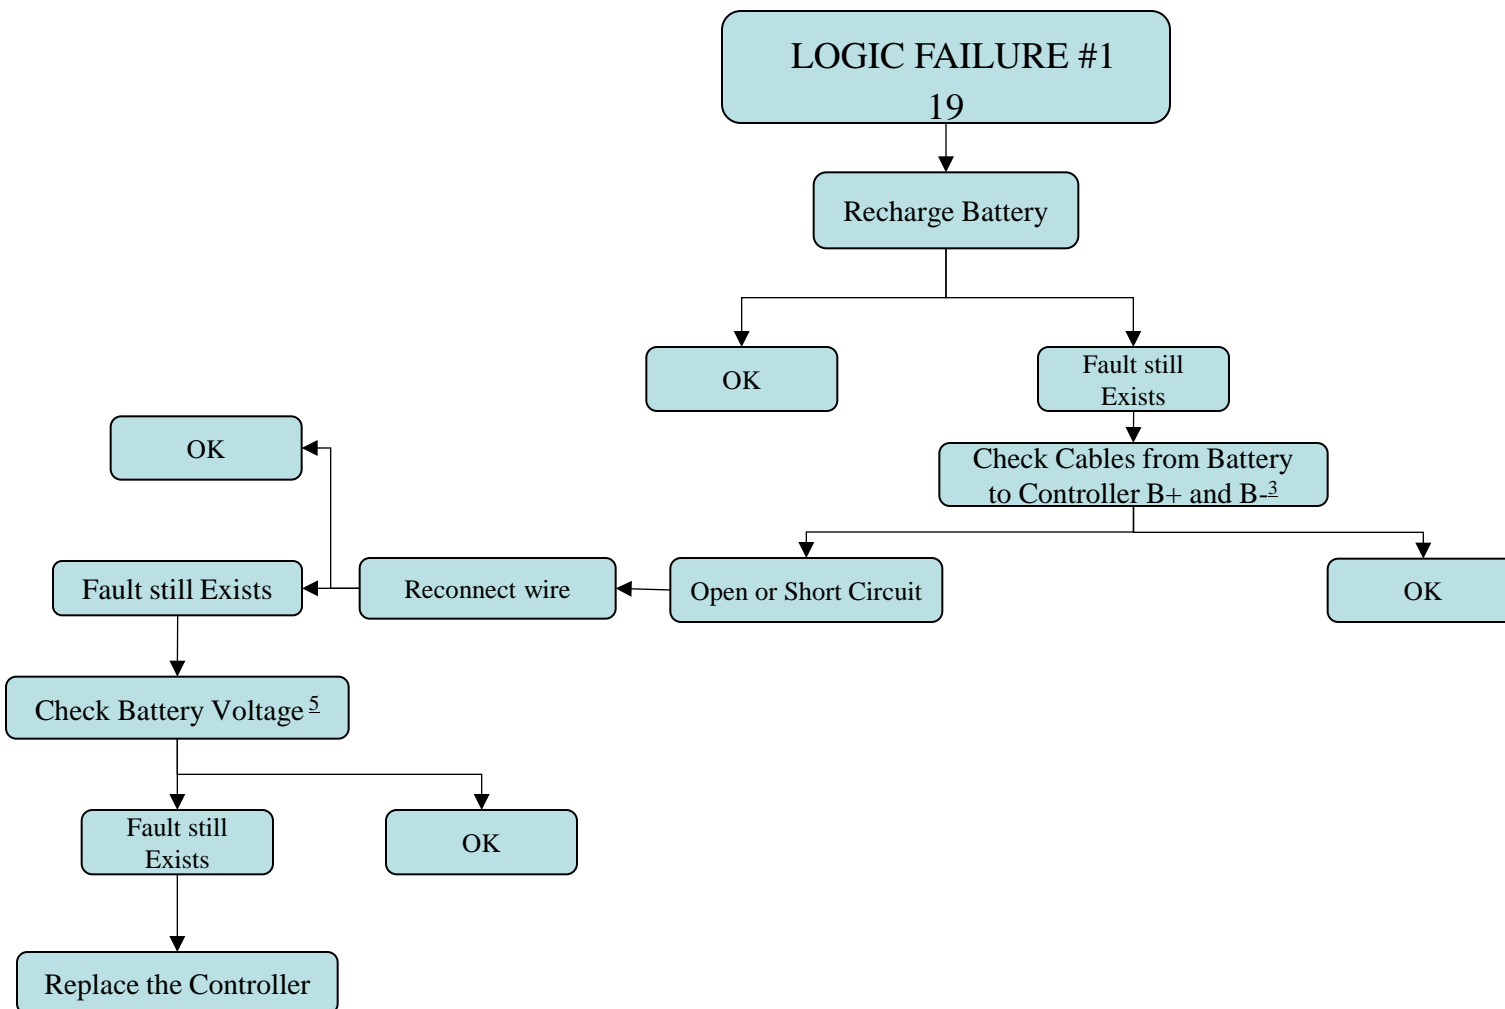 LOGIC FAILURE #1
19
Recharge Battery
OK
Fault still
Exists
Check Cables from Battery
to Controller B+ and B-3
OK
Fault still Exists
Reconnect wire
Open or Short Circuit
OK
Check Battery Voltage 5
Fault still
Exists
OK
Replace the Controller